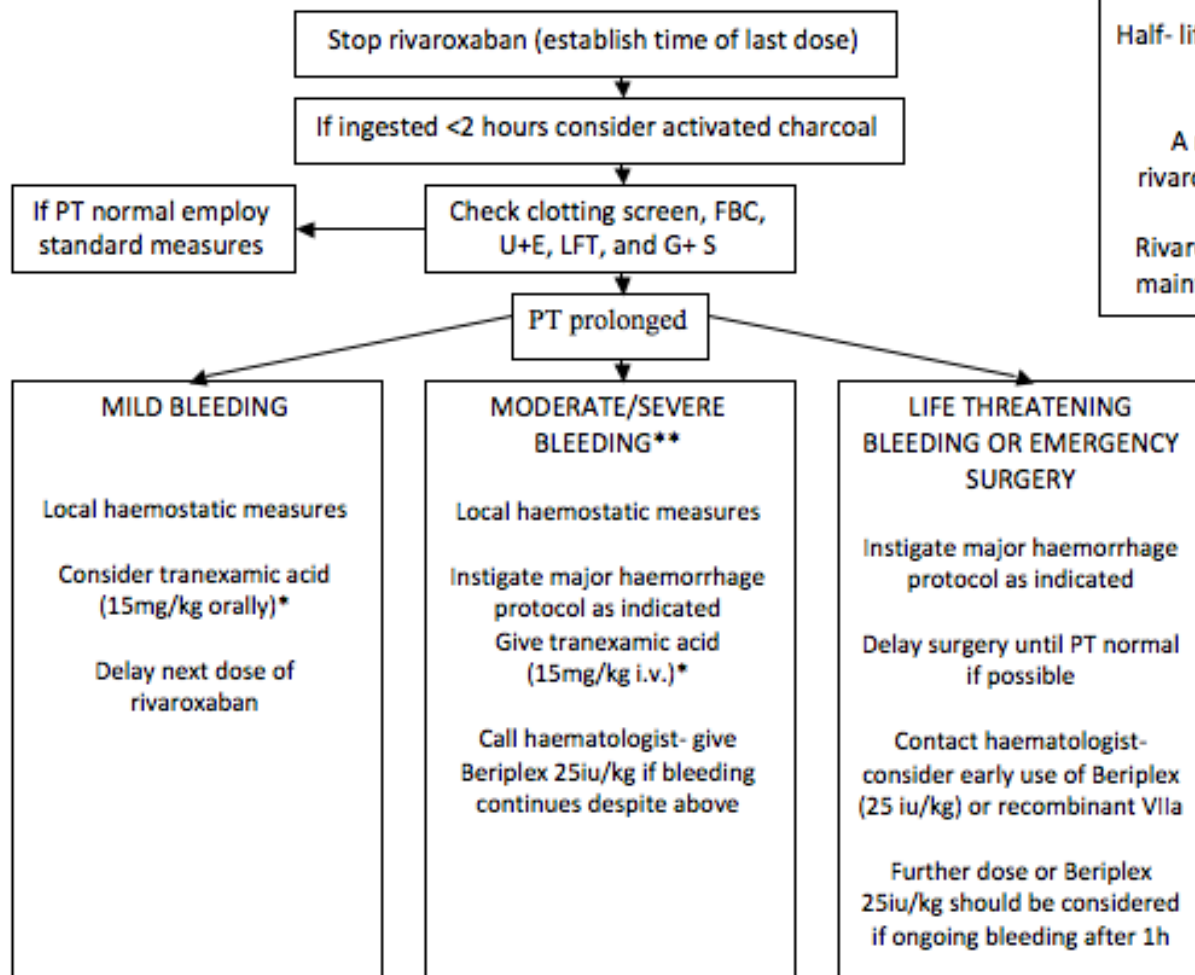 Stop rivaroxaban (establish time of last dose)
Half- li
If ingested <2 hours consider activated charcoal
A
rivar
Rivar
main
If PT normal employ
standard measures
Check clotting screen, FBC,
U+E, LFT, and G+ S
PT prolonged
MILD BLEEDING
Local haemostatic measures
Consider tranexamic acid
(15mg/kg orally)*
Delay next dose of
rivaroxaban
MODERATE/SEVERE
BLEEDING**
Local haemostatic measures
Instigate major haemorrhage
protocol as indicated
Give tranexamic acid
(15mg/kg i.v.)*
Call haematologist- give
Beriplex 25iu/kg if bleeding
continues despite above
LIFE THREATENING
BLEEDING OR EMERGENCY
SURGERY
Instigate major haemorrhage
protocol as indicated
Delay surgery until PT normal
if possible
Contact haematologist-
consider early use of Beriplex
(25 iu/kg) or recombinant VIIa
Further dose or Beriplex
25iu/kg should be considered
if ongoing bleeding after 1h